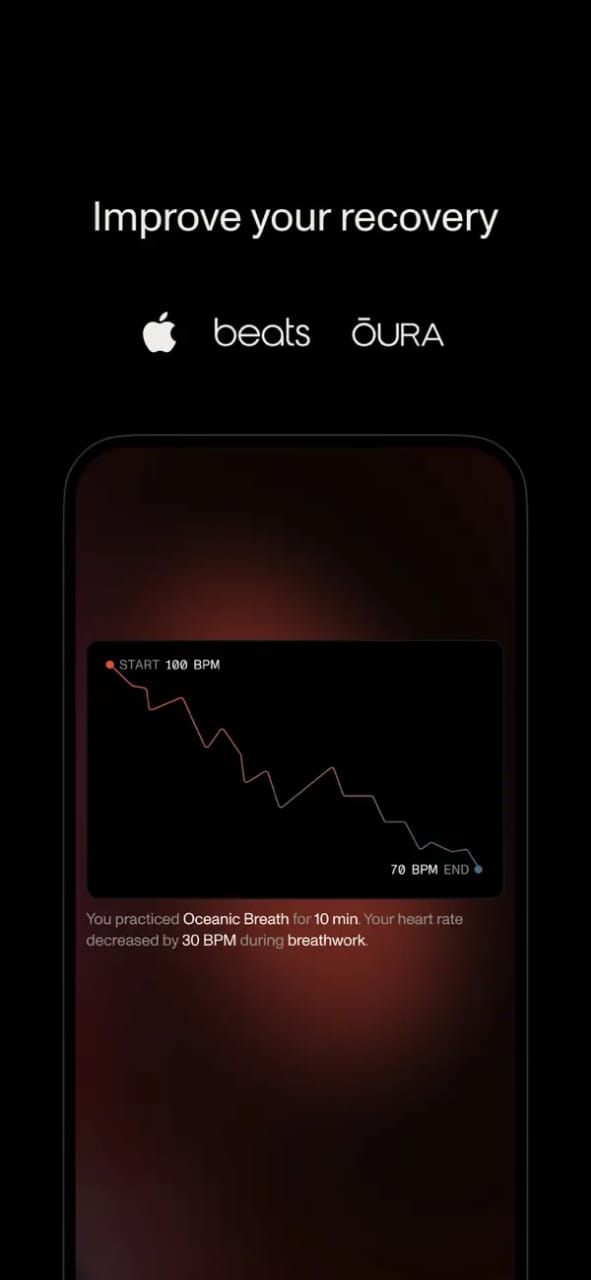 Improve your recovery
beats ŌURA
START 100 BPM
70 BPM END
You practiced Oceanic Breath for 10 min. Your heart rate
decreased by 30 BPM during breathwork.